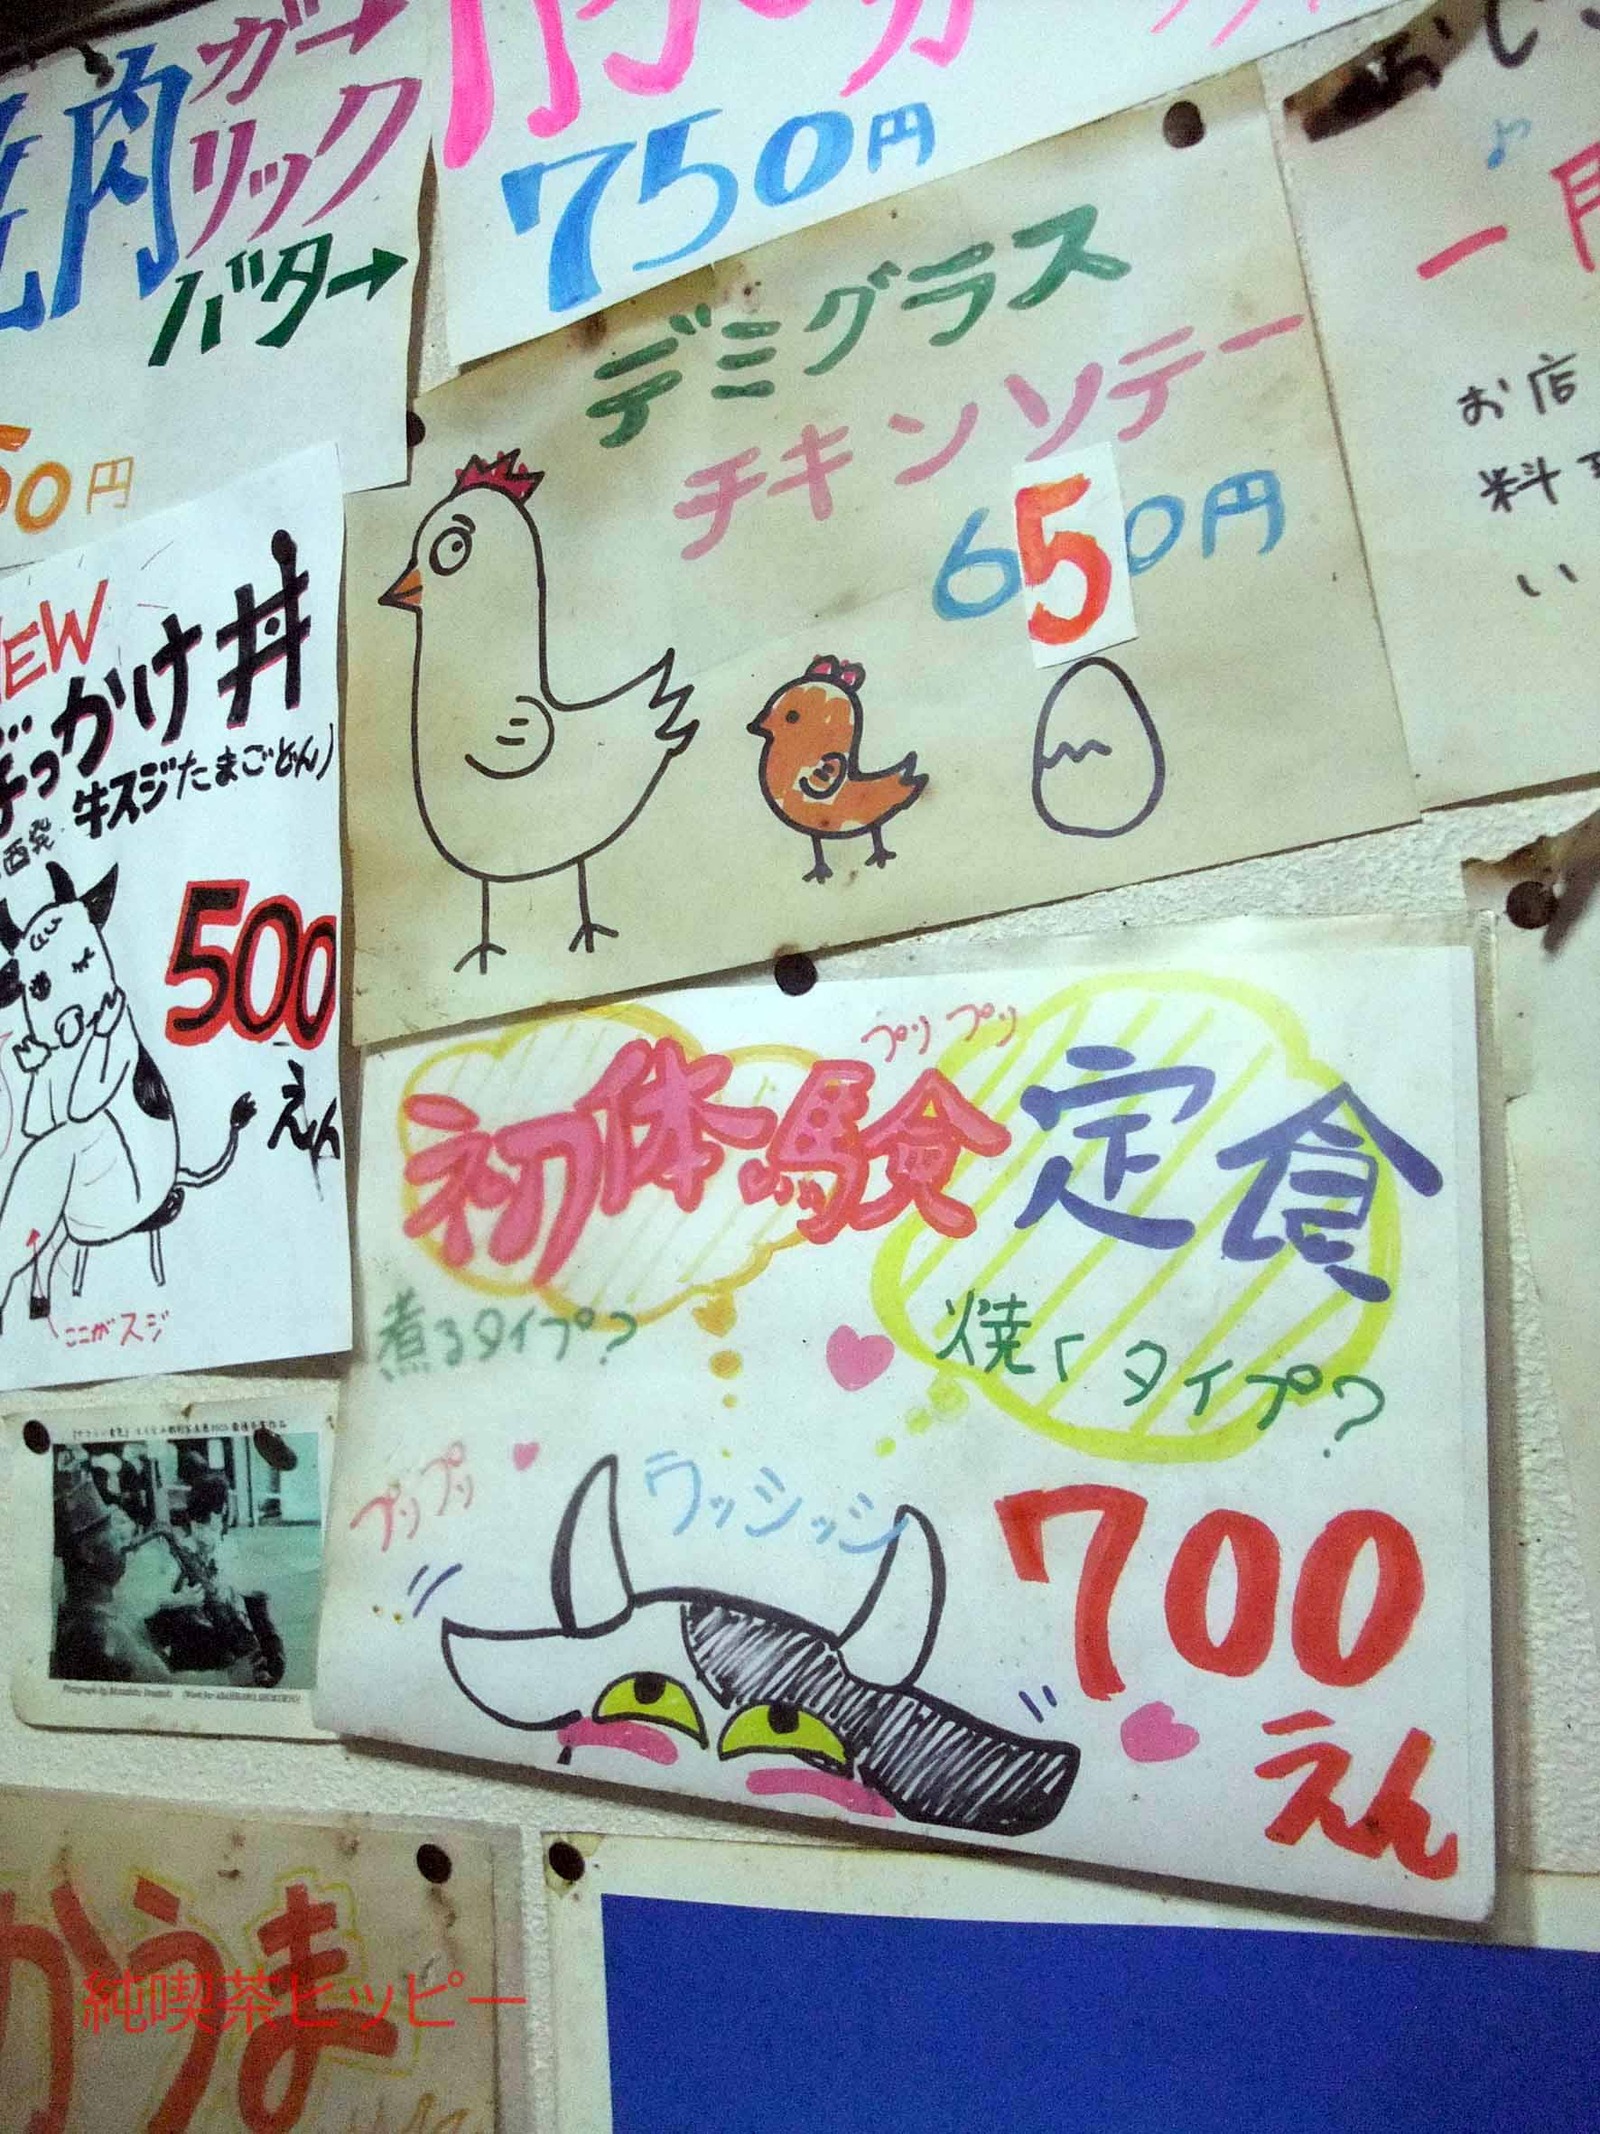 肉
ガーリック
バター
50円
750円
デミグラス
チキンソテー
650円
お店
NEW
ぶっかけ丼
牛スジたまごどん)
500
えん
ここがスジ
プリプリ
初体験定食
煮るタイプ?
焼くタイプ?
プリプリ
ウッシッシ
700
えん
うま
純喫茶ヒッピー